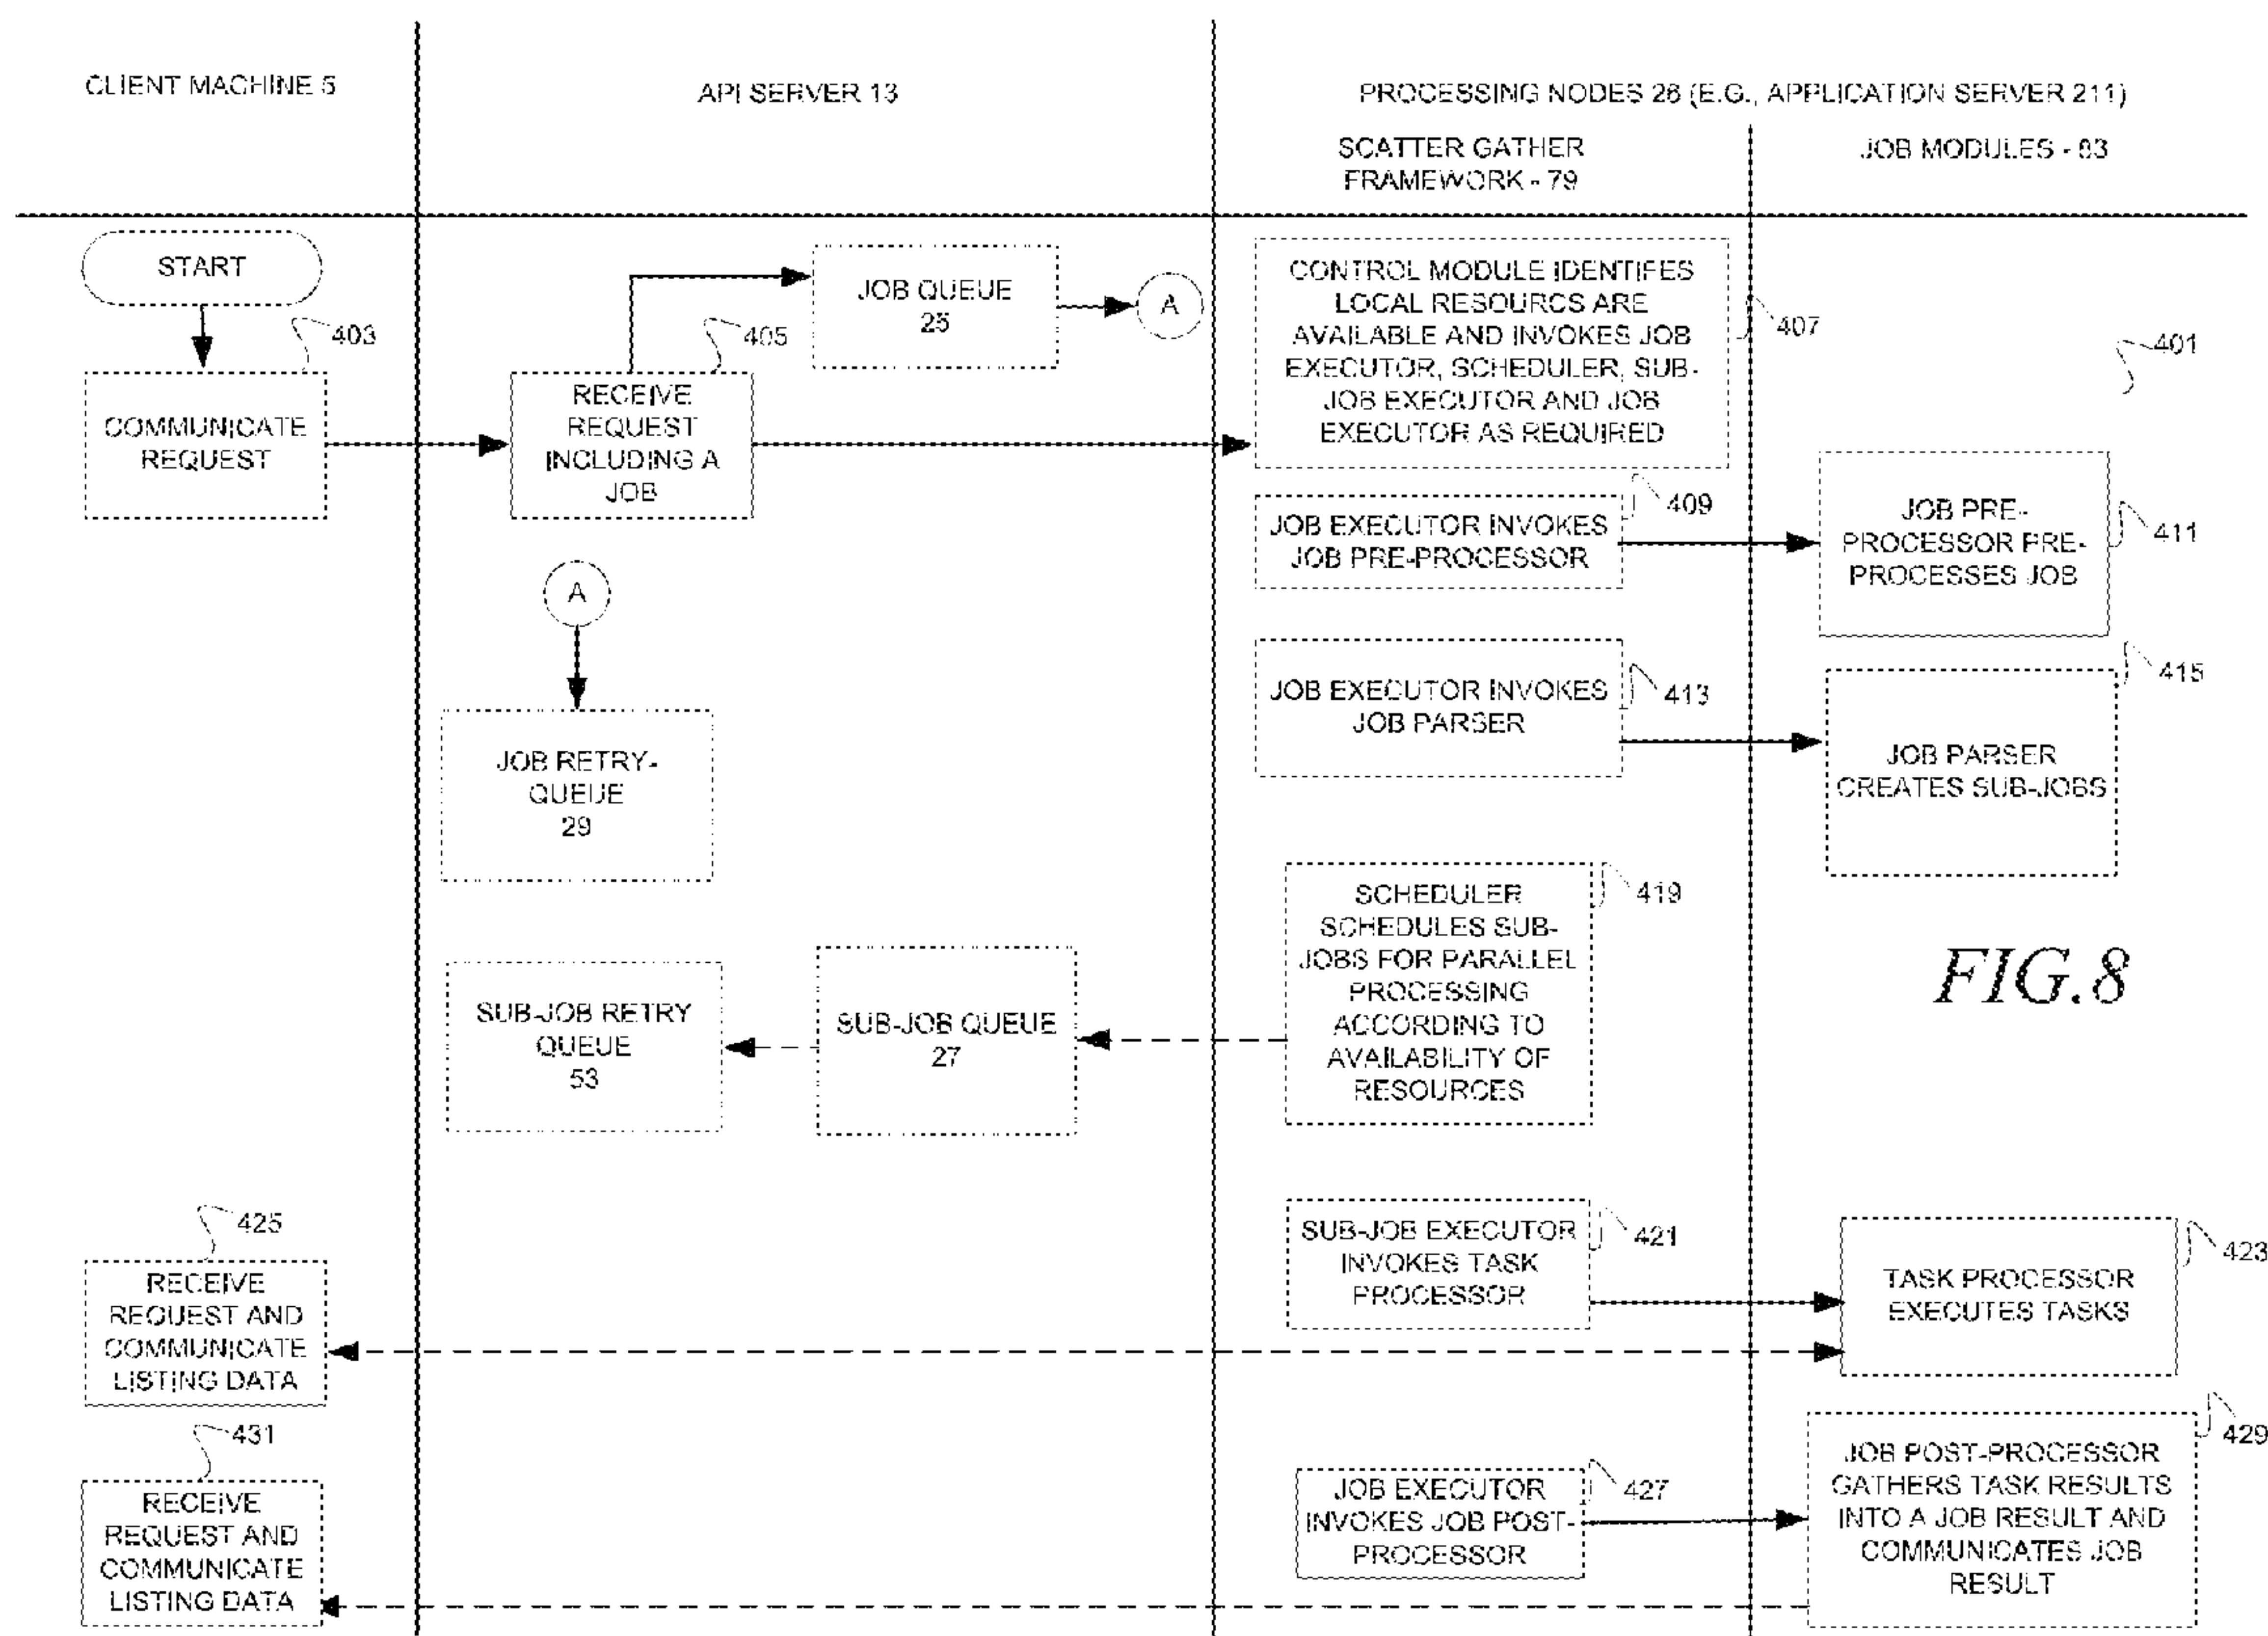 CLIENT MACHINE 5
API SERVER 13
PROCESSING NODES 26 (E.G., APPLICATION SERVER 211)
SCATTER GATHER
FRAMEWORK - 79
JOB MODULES - 83
START
403
COMMUNICATE
REQUEST
405
RECEIVE
REQUEST
INCLUDING A
JOB
JOB QUEUE
25
A
CONTROL MODULE IDENTIFES
LOCAL RESOURCS ARE
AVAILABLE AND INVOKES JOB
EXECUTOR, SCHEDULER, SUB-
JOB EXECUTOR AND JOB
EXECUTOR AS REQUIRED
407
401
409
JOB EXECUTOR INVOKES
JOB PRE-PROCESSOR
JOB PRE-
PROCESSOR PRE-
PROCESSES JOB
411
A
JOB RETRY-
QUEUE
29
JOB EXECUTOR INVOKES
JOB PARSER
413
415
JOB PARSER
CREATES SUB-JOBS
SCHEDULER
SCHEDULES SUB-
JOBS FOR PARALLEL
PROCESSING
ACCORDING TO
AVAILABILITY OF
RESOURCES
419
SUB-JOB RETRY
QUEUE
53
SUB-JOB QUEUE
27
FIG.8
425
RECEIVE
REQUEST AND
COMMUNICATE
LISTING DATA
SUB-JOB EXECUTOR
INVOKES TASK
PROCESSOR
421
TASK PROCESSOR
EXECUTES TASKS
423
431
RECEIVE
REQUEST AND
COMMUNICATE
LISTING DATA
JOB EXECUTOR
INVOKES JOB POST-
PROCESSOR
427
JOB POST-PROCESSOR
GATHERS TASK RESULTS
INTO A JOB RESULT AND
COMMUNICATES JOB
RESULT
429